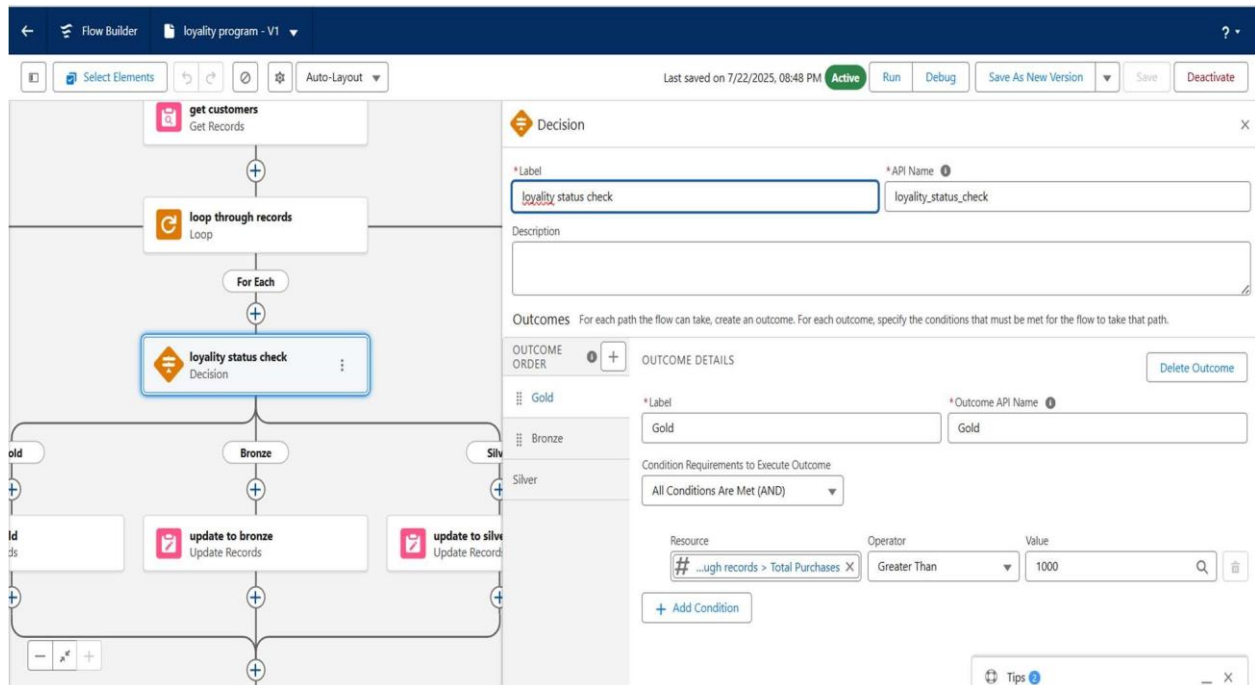 Flow Builder loyality program - V1
Select Elements Auto-Layout Last saved on 7/22/2025, 08:48 PM Active Run Debug Save As New Version Save Deactivate
get customers
Get Records
loop through records
Loop
For Each
loyality status check
Decision
old Bronze Silv
ld
ds
update to bronze
Update Records
update to silve
Update Record
Decision
*Label *API Name
loyality status check loyality_status_check
Description
Outcomes For each path the flow can take, create an outcome. For each outcome, specify the conditions that must be met for the flow to take that path.
OUTCOME
ORDER
Gold
Bronze
Silver
OUTCOME DETAILS Delete Outcome
*Label *Outcome API Name
Gold Gold
Condition Requirements to Execute Outcome
All Conditions Are Met (AND)
Resource Operator Value
# ...ugh records > Total Purchases Greater Than 1000
+ Add Condition
Tips 2